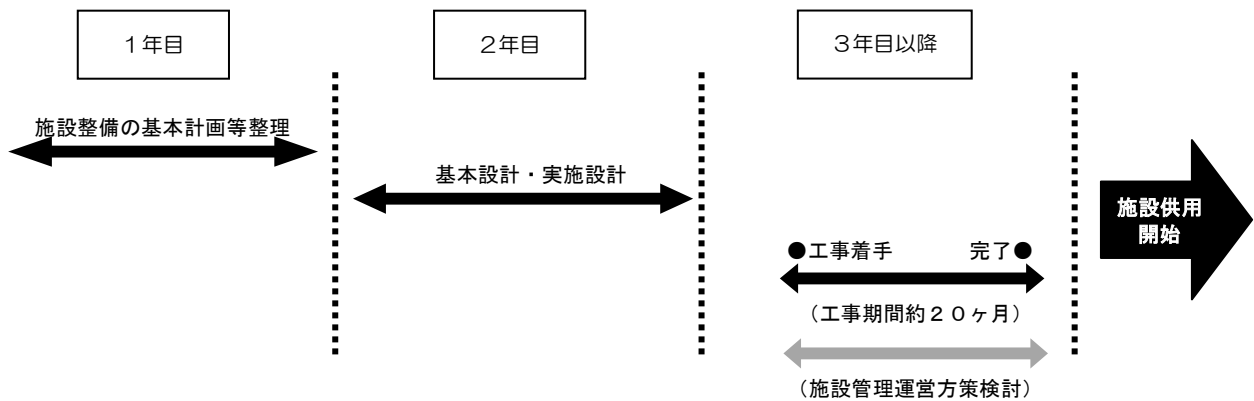 １年目
２年目
３年目以降
施設整備の基本計画等整理
基本設計・実施設計
施設供用
開始
●工事着手
完了●
（工事期間約２０ヶ月）
（施設管理運営方策検討）